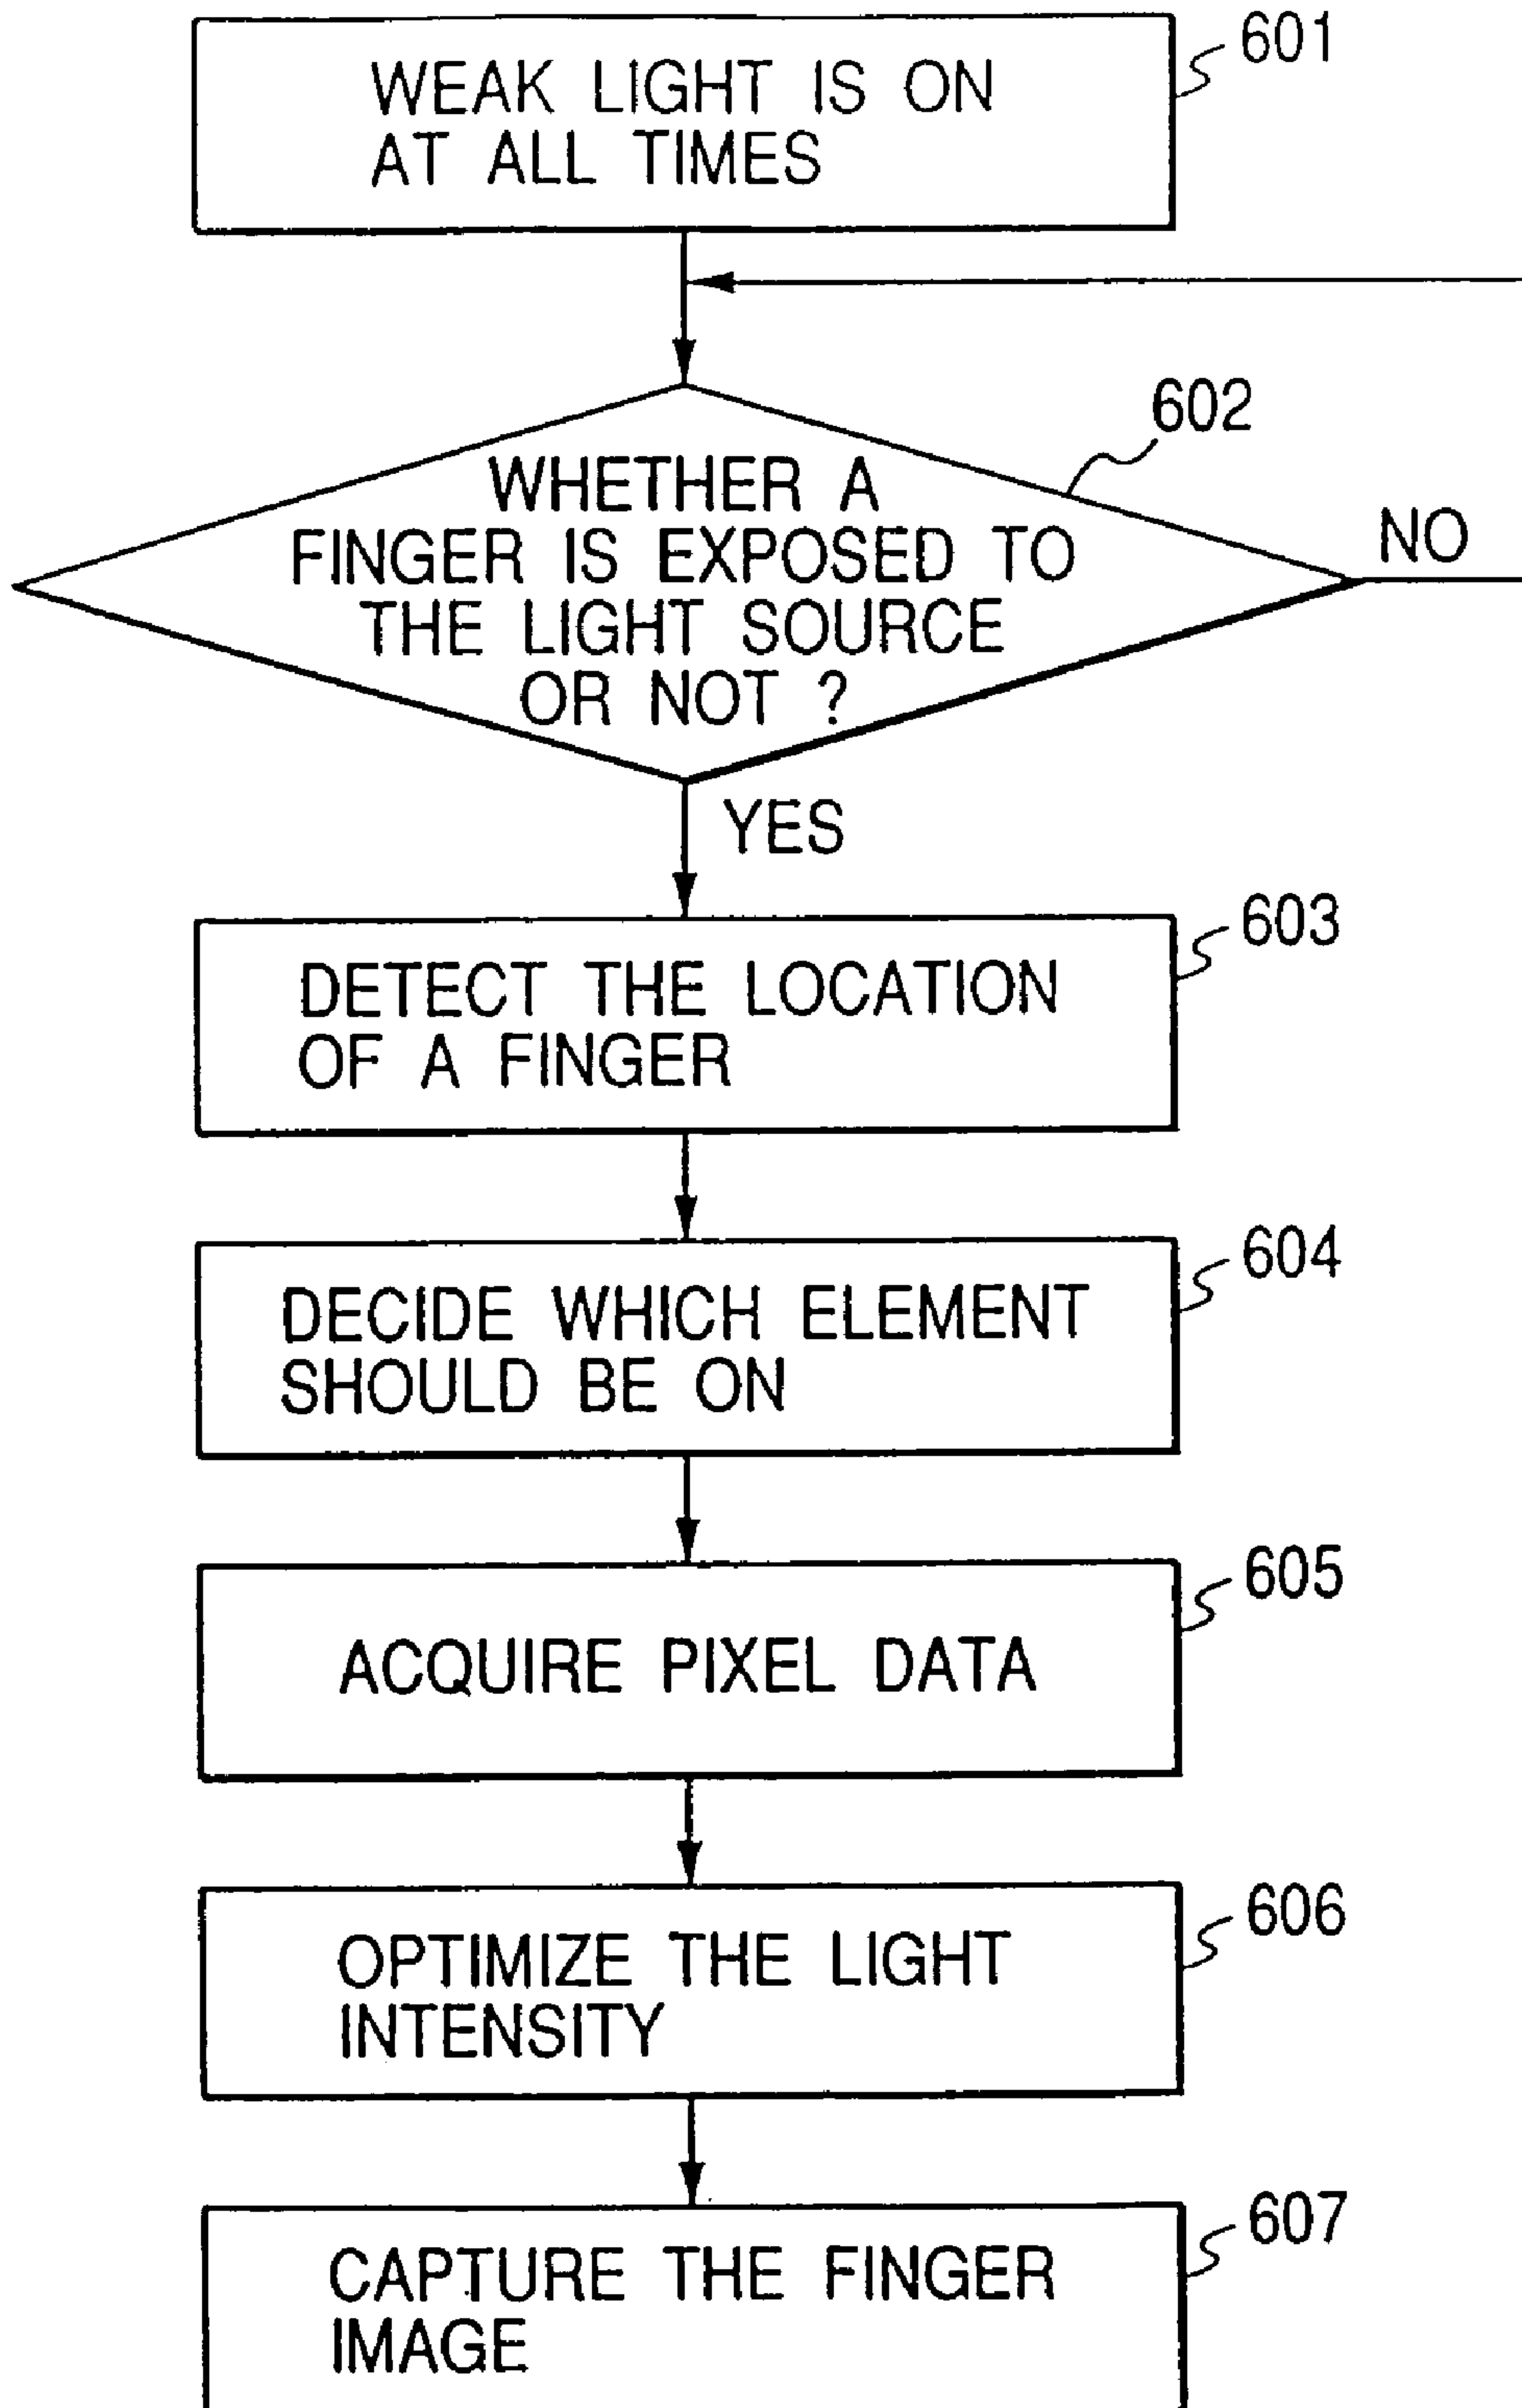 WEAK LIGHT IS ON
AT ALL TIMES
601
WHETHER A
FINGER IS EXPOSED TO
THE LIGHT SOURCE
OR NOT ?
602
NO
YES
DETECT THE LOCATION
OF A FINGER
603
DECIDE WHICH ELEMENT
SHOULD BE ON
604
ACQUIRE PIXEL DATA
605
OPTIMIZE THE LIGHT
INTENSITY
606
CAPTURE THE FINGER
IMAGE
607